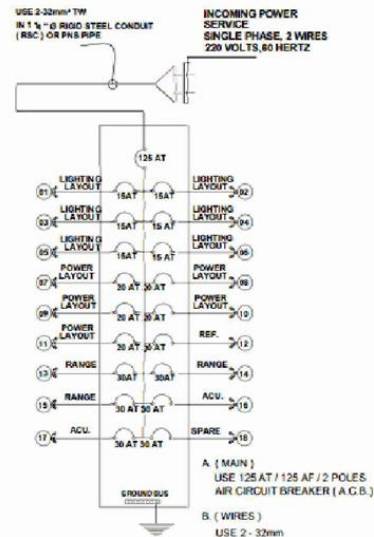 USE 2-32mm² TW
IN 1 ¼ " Ø RIGID STEEL CONDUIT
( RSC ) OR PNS PIPE
INCOMING POWER
SERVICE
SINGLE PHASE, 2 WIRES
220 VOLTS,60 HERTZ
125 AT
01 LIGHTING LAYOUT 15AT 15AT LIGHTING LAYOUT 02
03 LIGHTING LAYOUT 15AT 15 AT LIGHTING LAYOUT 04
05 LIGHTING LAYOUT 15AT 15 AT LIGHTING LAYOUT 06
07 POWER LAYOUT 20 AT 20 AT POWER LAYOUT 08
09 POWER LAYOUT 20 AT 20 AT POWER LAYOUT 10
11 POWER LAYOUT 20 AT 20 AT REF. 12
13 RANGE 30AT 30AT RANGE 14
15 RANGE 30 AT 30 AT ACU. 16
17 ACU. 30 AT 30 AT SPARE 18
GROUND BUS
A. ( MAIN )
USE 125 AT / 125 AF / 2 POLES
AIR CIRCUIT BREAKER ( A.C.B.)
B. ( WIRES )
USE 2 - 32mm